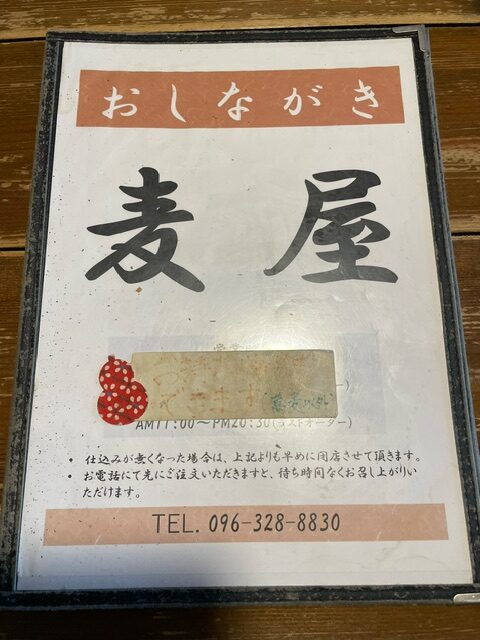 おしながき
麦屋
蕎麦以外
AM11:00～PM20:30(ラストオーダー)
・仕込みが無くなった場合は、上記よりも早めに閉店させて頂きます。
・お電話にて先にご注文いただきますと、待ち時間なくお召し上がりい
ただけます。
TEL. 096-328-8830